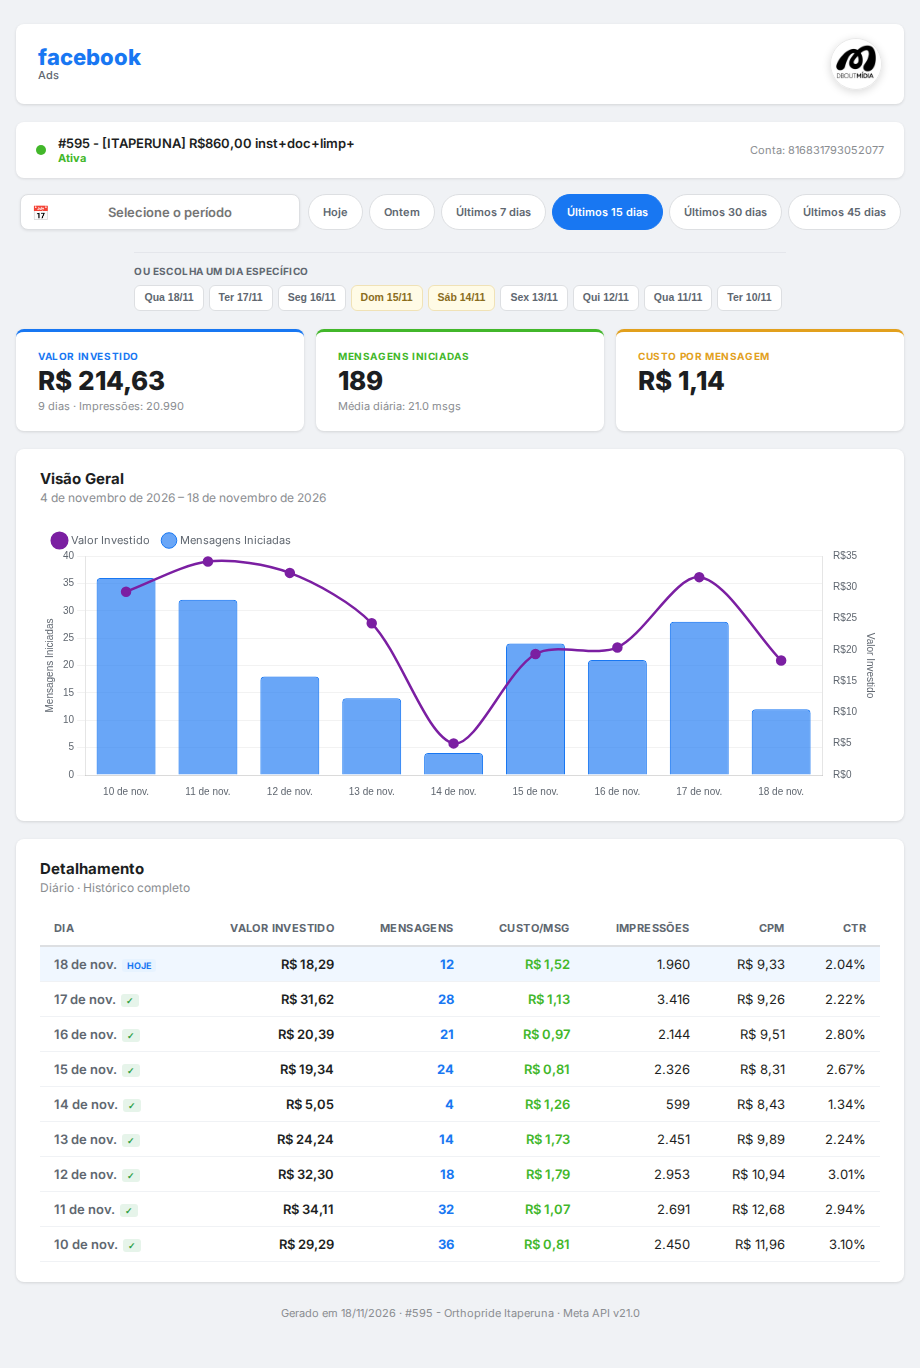 facebook
Ads
DBOUTMÍDIA
#595 - [ITAPERUNA] R$860,00 inst+doc+limp+
Ativa
Conta: 816831793052077
📅 Selecione o período
Hoje
Ontem
Últimos 7 dias
Últimos 15 dias
Últimos 30 dias
Últimos 45 dias
OU ESCOLHA UM DIA ESPECÍFICO
Qua 18/11
Ter 17/11
Seg 16/11
Dom 15/11
Sáb 14/11
Sex 13/11
Qui 12/11
Qua 11/11
Ter 10/11
VALOR INVESTIDO
R$ 214,63
9 dias · Impressões: 20.990
MENSAGENS INICIADAS
189
Média diária: 21.0 msgs
CUSTO POR MENSAGEM
R$ 1,14
Visão Geral
4 de novembro de 2026 – 18 de novembro de 2026
Valor Investido Mensagens Iniciadas
Mensagens Iniciadas
40
35
30
25
20
15
10
5
0
R$35
R$30
R$25
R$20
R$15
R$10
R$5
R$0
Valor Investido
10 de nov. 11 de nov. 12 de nov. 13 de nov. 14 de nov. 15 de nov. 16 de nov. 17 de nov. 18 de nov.
Detalhamento
Diário · Histórico completo
DIA VALOR INVESTIDO MENSAGENS CUSTO/MSG IMPRESSÕES CPM CTR
18 de nov. HOJE R$ 18,29 12 R$ 1,52 1.960 R$ 9,33 2.04%
17 de nov. ✓ R$ 31,62 28 R$ 1,13 3.416 R$ 9,26 2.22%
16 de nov. ✓ R$ 20,39 21 R$ 0,97 2.144 R$ 9,51 2.80%
15 de nov. ✓ R$ 19,34 24 R$ 0,81 2.326 R$ 8,31 2.67%
14 de nov. ✓ R$ 5,05 4 R$ 1,26 599 R$ 8,43 1.34%
13 de nov. ✓ R$ 24,24 14 R$ 1,73 2.451 R$ 9,89 2.24%
12 de nov. ✓ R$ 32,30 18 R$ 1,79 2.953 R$ 10,94 3.01%
11 de nov. ✓ R$ 34,11 32 R$ 1,07 2.691 R$ 12,68 2.94%
10 de nov. ✓ R$ 29,29 36 R$ 0,81 2.450 R$ 11,96 3.10%
Gerado em 18/11/2026 · #595 - Orthopride Itaperuna · Meta API v21.0